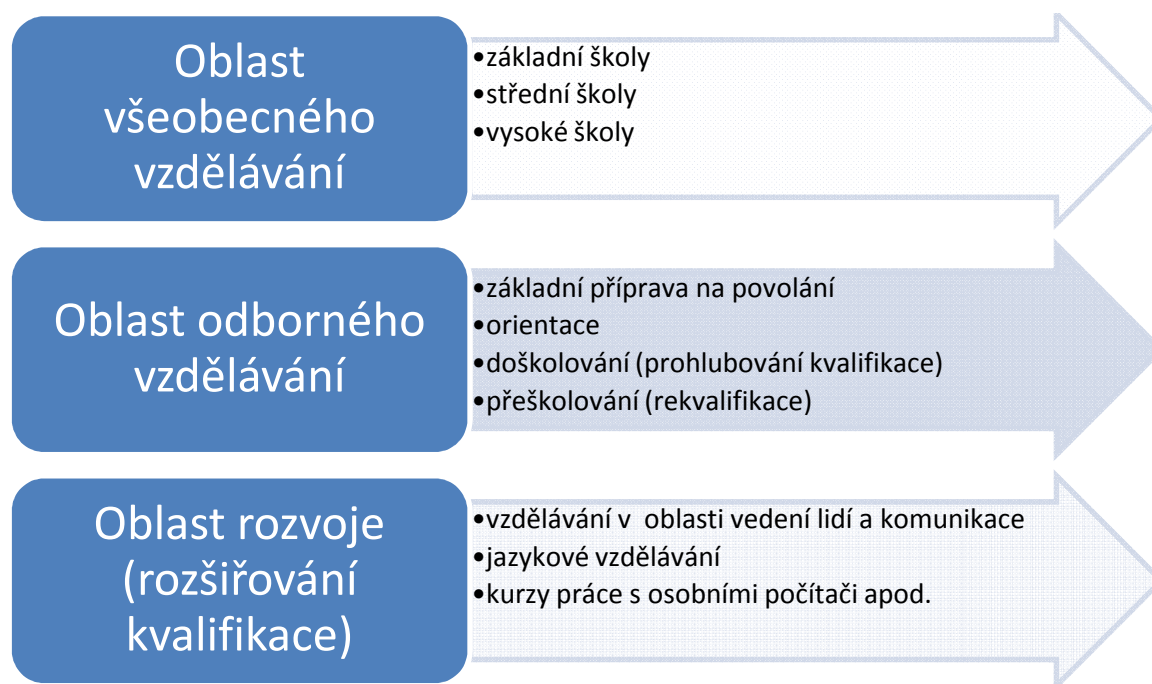 Oblast
všeobecného
vzdělávání
•základní školy
•střední školy
•vysoké školy
Oblast odborného
vzdělávání
•základní příprava na povolání
•orientace
•doškolování (prohlubování kvalifikace)
•přeškolování (rekvalifikace)
Oblast rozvoje
(rozšiřování
kvalifikace)
•vzdělávání v oblasti vedení lidí a komunikace
•jazykové vzdělávání
•kurzy práce s osobními počítači apod.